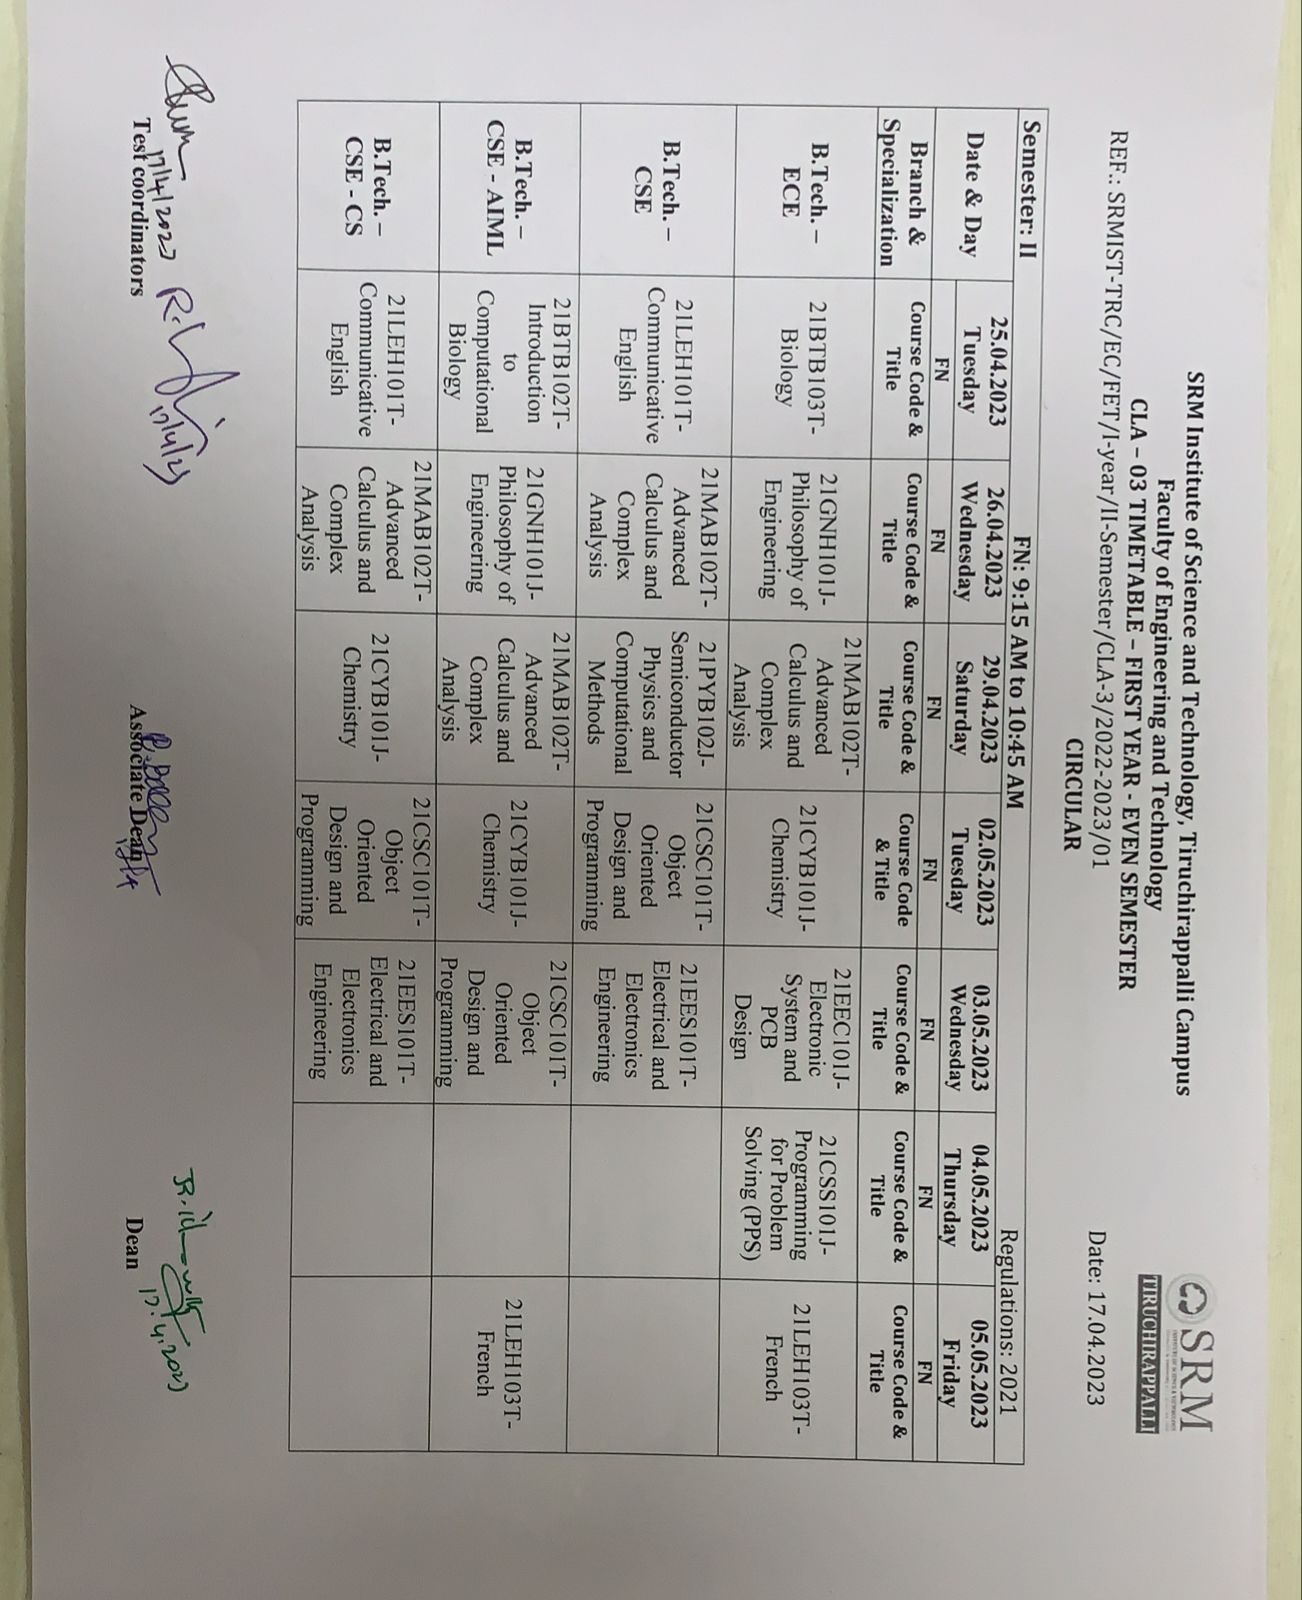 SRM Institute of Science and Technology, Tiruchirappalli Campus
Faculty of Engineering and Technology
CLA – 03 TIMETABLE – FIRST YEAR - EVEN SEMESTER
CIRCULAR
SRM
TIRUCHIRAPPALLI
REF.: SRMIST-TRC/EC/FET/I-year/II-Semester/CLA-3/2022-2023/01
Date: 17.04.2023
Semester: II
FN: 9:15 AM to 10:45 AM
Regulations: 2021
Date & Day
25.04.2023
Tuesday
26.04.2023
Wednesday
29.04.2023
Saturday
02.05.2023
Tuesday
03.05.2023
Wednesday
04.05.2023
Thursday
05.05.2023
Friday
FN
FN
FN
FN
FN
FN
FN
Branch &
Specialization
Course Code &
Title
Course Code &
Title
Course Code &
Title
Course Code
& Title
Course Code &
Title
Course Code &
Title
Course Code &
Title
B.Tech. –
ECE
21BTB103T-
Biology
21GNH101J-
Philosophy of
Engineering
21MAB102T-
Advanced
Calculus and
Complex
Analysis
21CYB101J-
Chemistry
21EEC101J-
Electronic
System and
PCB
Design
21CSS101J-
Programming
for Problem
Solving (PPS)
21LEH103T-
French
B.Tech. –
CSE
21LEH101T-
Communicative
English
21MAB102T-
Advanced
Calculus and
Complex
Analysis
21PYB102J-
Semiconductor
Physics and
Computational
Methods
21CSC101T-
Object
Oriented
Design and
Programming
21EES101T-
Electrical and
Electronics
Engineering
B.Tech. –
CSE - AIML
21BTB102T-
Introduction
to
Computational
Biology
21GNH101J-
Philosophy of
Engineering
21MAB102T-
Advanced
Calculus and
Complex
Analysis
21CYB101J-
Chemistry
21CSC101T-
Object
Oriented
Design and
Programming
21LEH103T-
French
B.Tech. –
CSE - CS
21LEH101T-
Communicative
English
21MAB102T-
Advanced
Calculus and
Complex
Analysis
21CYB101J-
Chemistry
21CSC101T-
Object
Oriented
Design and
Programming
21EES101T-
Electrical and
Electronics
Engineering
17/4/2023
17/4/23
17.4.2023
Test coordinators
Associate Dean
Dean